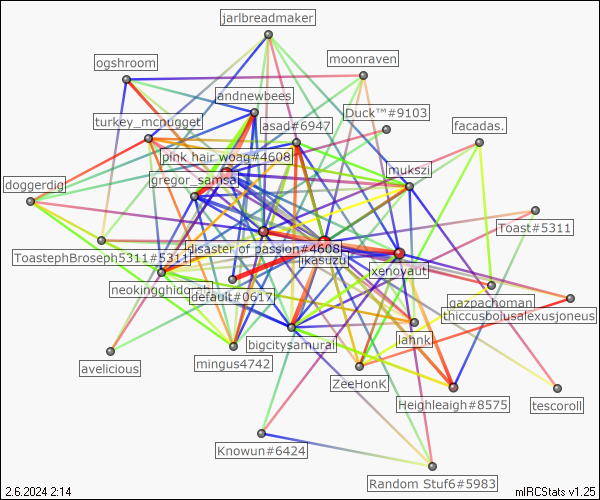 jarlbreadmaker
moonraven
ogshroom
andnewbees
Duck™#9103
turkey_mcnugget
asad#6947
facadas.
pink hair woag#4608
mukszi
doggerdig
gregor_samsa
Toast#5311
disaster of passion#4608
ToastephBroseph5311#5311
likasuzu
xenoyaut
neokingghidorah
default#0617
gazpachoman
thiccusbolusalexusjoneus
lahnk
bigcitysamurai
mingus4742
avelicious
ZeeHonK
Heighleaigh#8575
tescoroll
Knowun#6424
Random Stuf6#5983
2.6.2024 2:14
mIRCStats v1.25